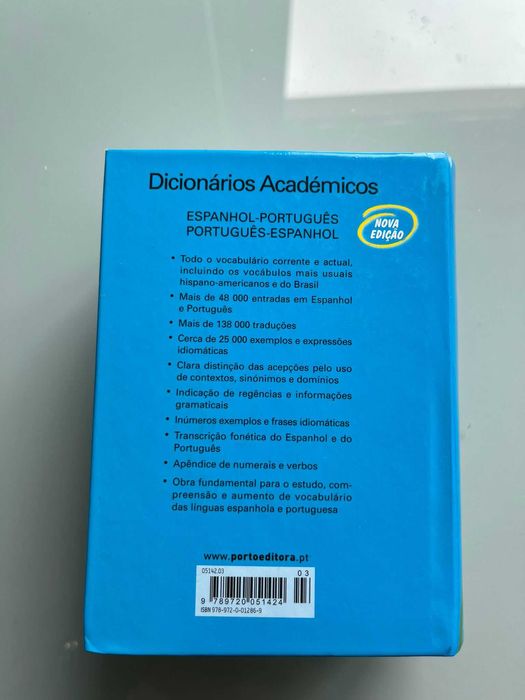 Dicionários Académicos
ESPANHOL-PORTUGUÊS
PORTUGUÊS-ESPANHOL
NOVA
EDIÇÃO
• Todo o vocabulário corrente e actual,
incluindo os vocábulos mais usuais
hispano-americanos e do Brasil
• Mais de 48 000 entradas em Espanhol
e Português
• Mais de 138 000 traduções
• Cerca de 25 000 exemplos e expressões
idiomáticas
• Clara distinção das acepções pelo uso
de contextos, sinónimos e domínios
• Indicação de regências e informações
gramaticais
• Inúmeros exemplos e frases idiomáticas
• Transcrição fonética do Espanhol e do
Português
• Apêndice de numerais e verbos
• Obra fundamental para o estudo, com-
preensão e aumento de vocabulário
das línguas espanhola e portuguesa
www.portoeditora.pt
05142.03
03
9 789720 051424
ISBN 978-972-0-01286-9